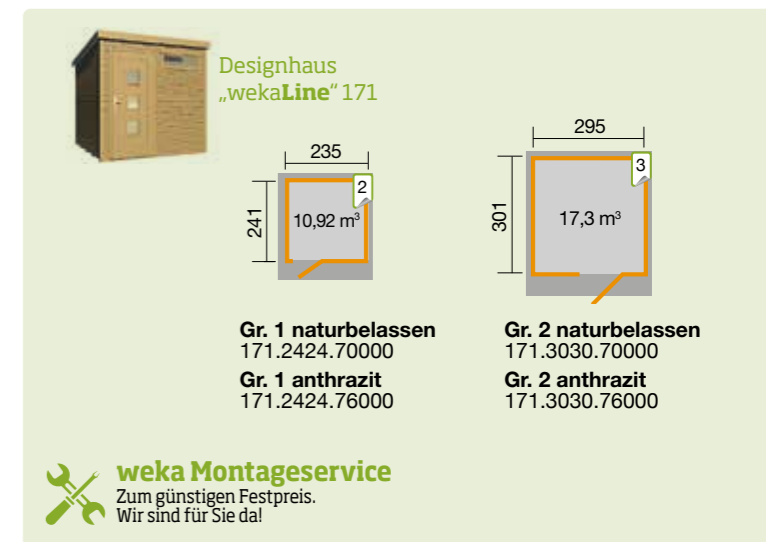 Designhaus
„wekaLine“ 171
235
2
241
10,92 m³
295
3
301
17,3 m³
Gr. 1 naturbelassen
171.2424.70000
Gr. 1 anthrazit
171.2424.76000
Gr. 2 naturbelassen
171.3030.70000
Gr. 2 anthrazit
171.3030.76000
weka Montageservice
Zum günstigen Festpreis.
Wir sind für Sie da!